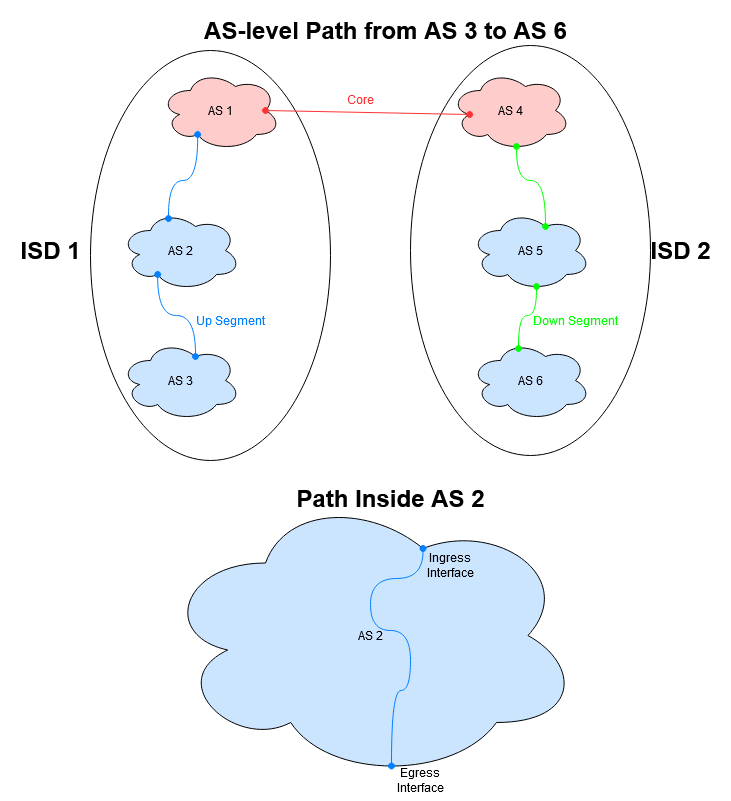 AS-level Path from AS 3 to AS 6
AS 1
Core
AS 4
ISD 1
AS 2
AS 5
ISD 2
Up Segment
Down Segment
AS 3
AS 6
Path Inside AS 2
Ingress
Interface
AS 2
Egress
Interface